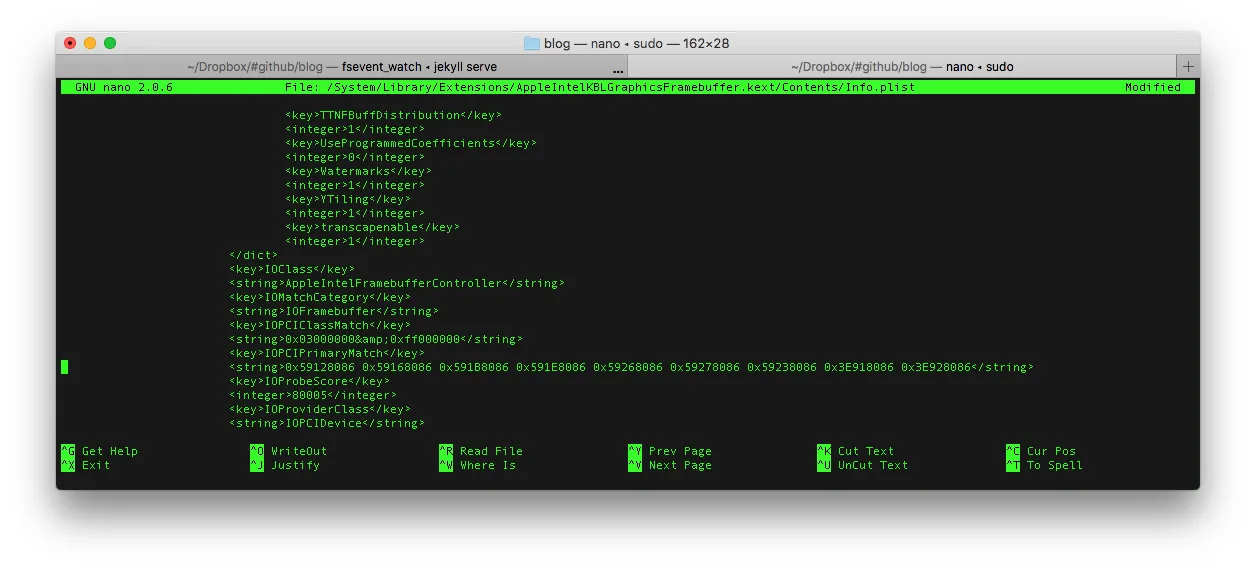 blog — nano ◂ sudo — 162×28
~/Dropbox/#github/blog — fsevent_watch ◂ jekyll serve ... ~/Dropbox/#github/blog — nano ◂ sudo +
GNU nano 2.0.6 File: /System/Library/Extensions/AppleIntelKBLGraphicsFramebuffer.kext/Contents/Info.plist Modified
<key>TTNFBuffDistribution</key>
<integer>1</integer>
<key>UseProgrammedCoefficients</key>
<integer>0</integer>
<key>Watermarks</key>
<integer>1</integer>
<key>YTiling</key>
<integer>1</integer>
<key>transcapenable</key>
<integer>1</integer>
</dict>
<key>IOClass</key>
<string>AppleIntelFramebufferController</string>
<key>IOMatchCategory</key>
<string>IOFramebuffer</string>
<key>IOPCIClassMatch</key>
<string>0x03000000&amp;0xff000000</string>
<key>IOPCIPrimaryMatch</key>
<string>0x59128086 0x59168086 0x591B8086 0x591E8086 0x59268086 0x59278086 0x59238086 0x3E918086 0x3E928086</string>
<key>IOProbeScore</key>
<integer>80005</integer>
<key>IOProviderClass</key>
<string>IOPCIDevice</string>
^G Get Help ^O WriteOut ^R Read File ^Y Prev Page ^K Cut Text ^C Cur Pos
^X Exit ^J Justify ^W Where Is ^V Next Page ^U UnCut Text ^T To Spell